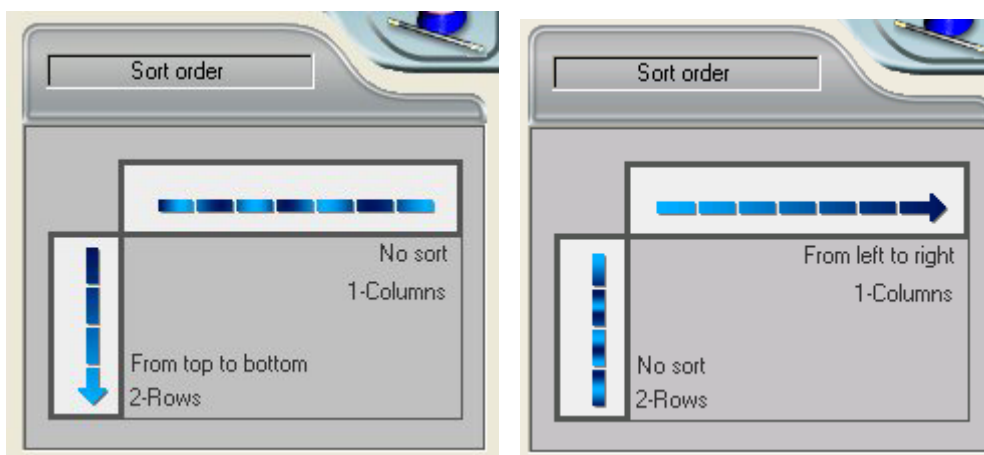 Sort order
No sort
1-Columns
From top to bottom
2-Rows
Sort order
From left to right
1-Columns
No sort
2-Rows